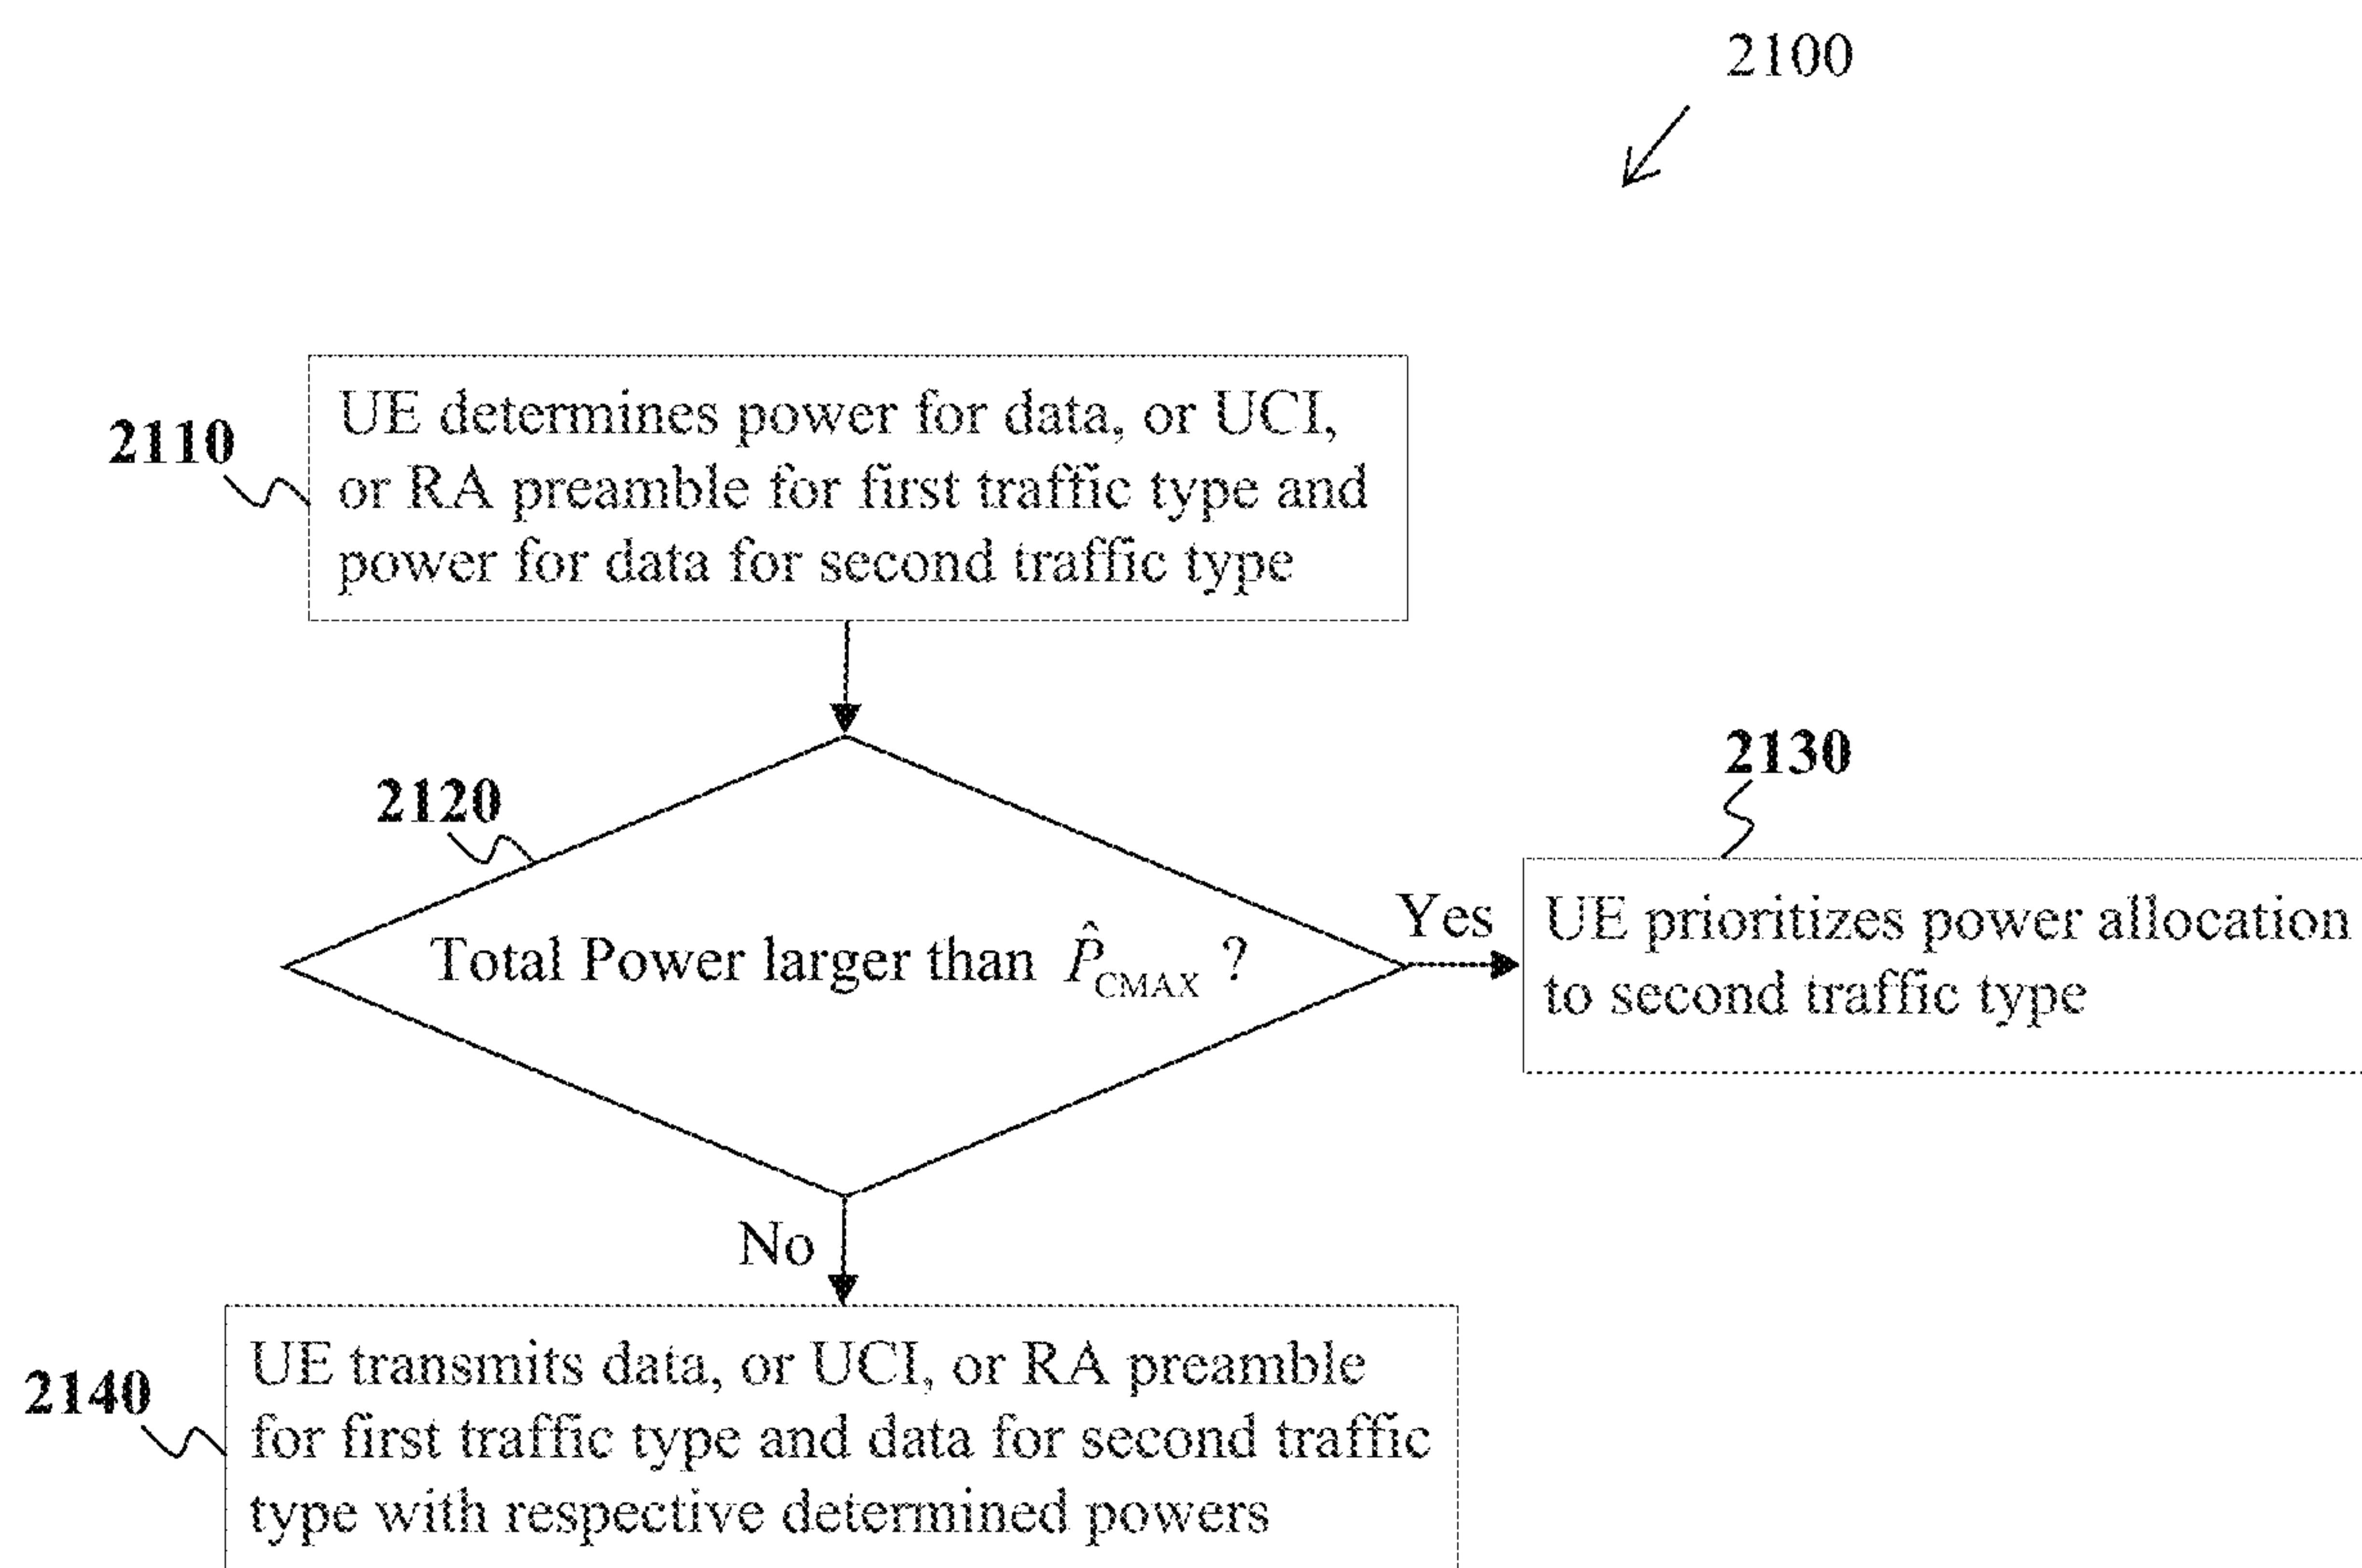 2100
2110
UE determines power for data, or UCI,
or RA preamble for first traffic type and
power for data for second traffic type
2120
Total Power larger than P̂CMAX ?
Yes
2130
UE prioritizes power allocation
to second traffic type
No
2140
UE transmits data, or UCI, or RA preamble
for first traffic type and data for second traffic
type with respective determined powers